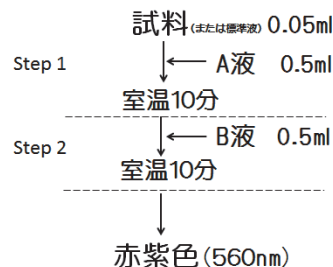 試料(または標準液) 0.05ml
Step 1
A液 0.5ml
室温10分
Step 2
B液 0.5ml
室温10分
赤紫色(560nm)